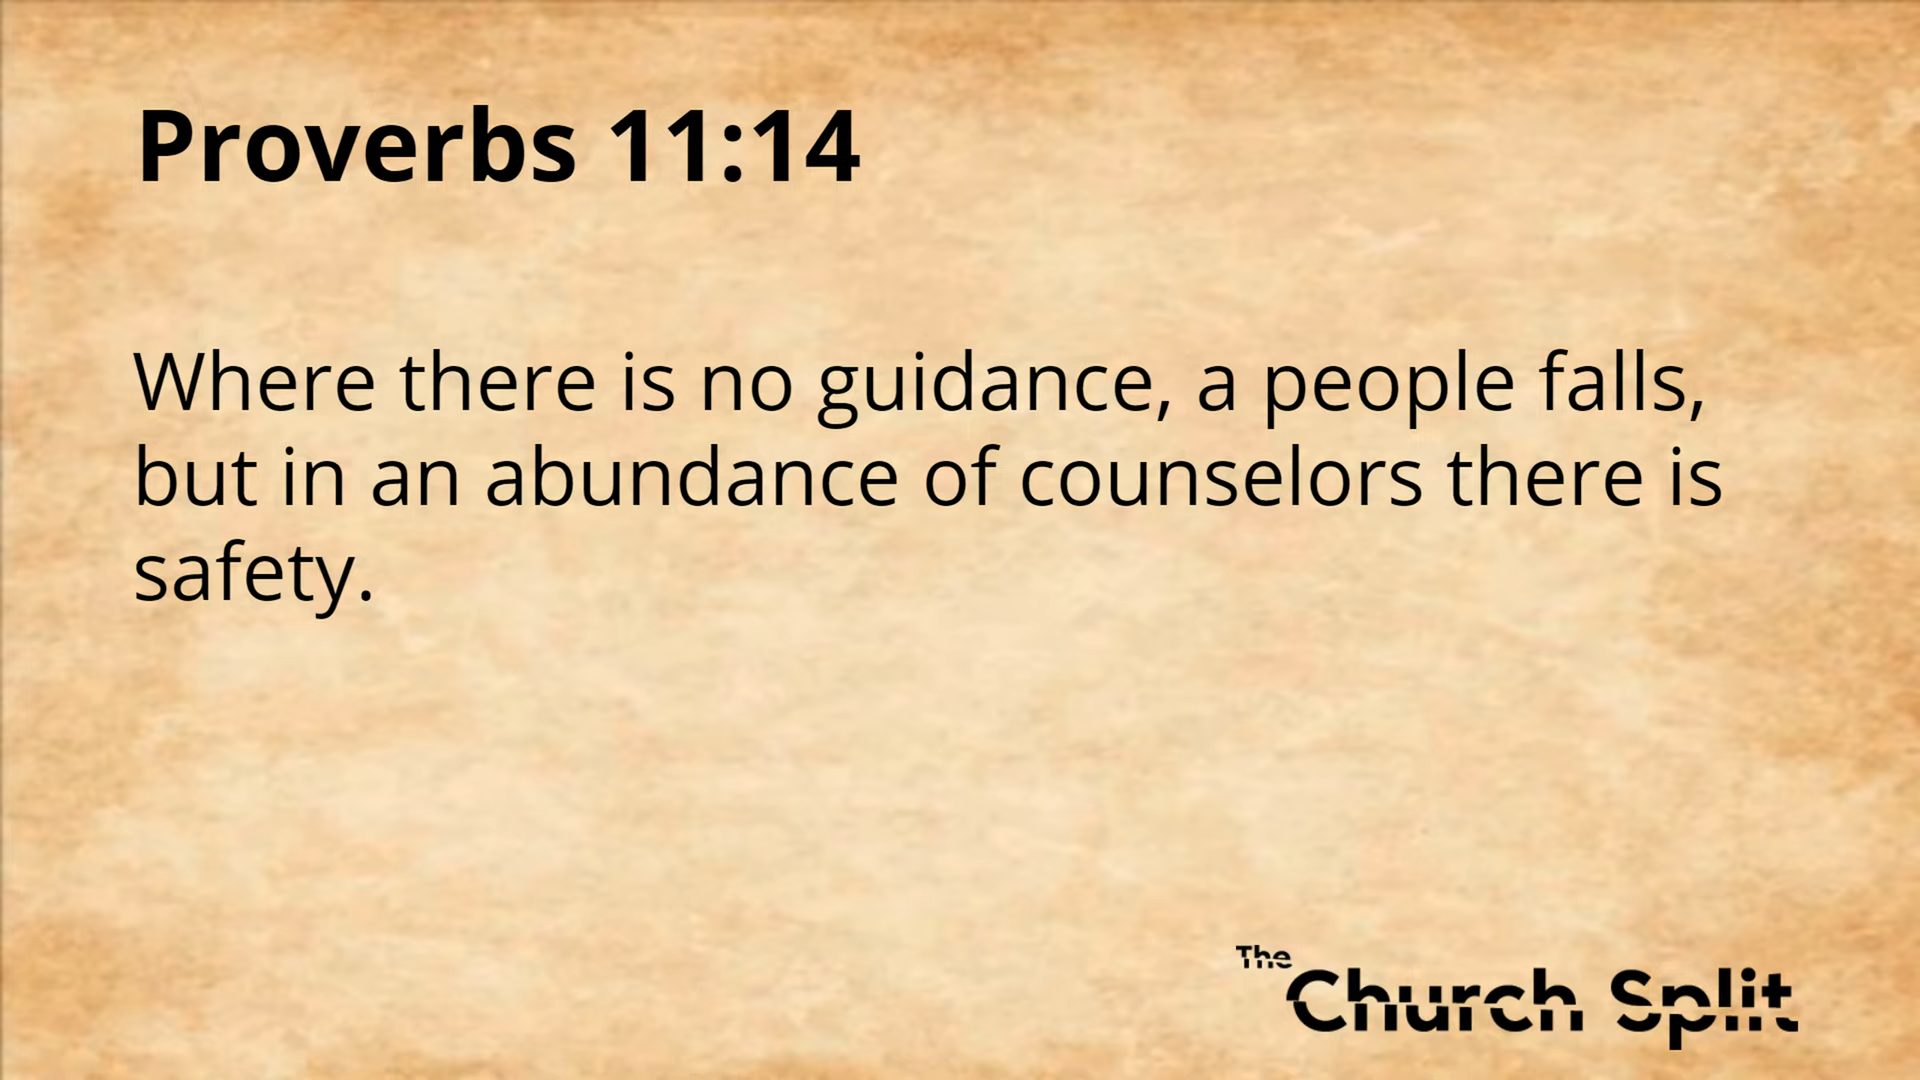 Proverbs 11:14
Where there is no guidance, a people falls,
but in an abundance of counselors there is
safety.
The
Church Split